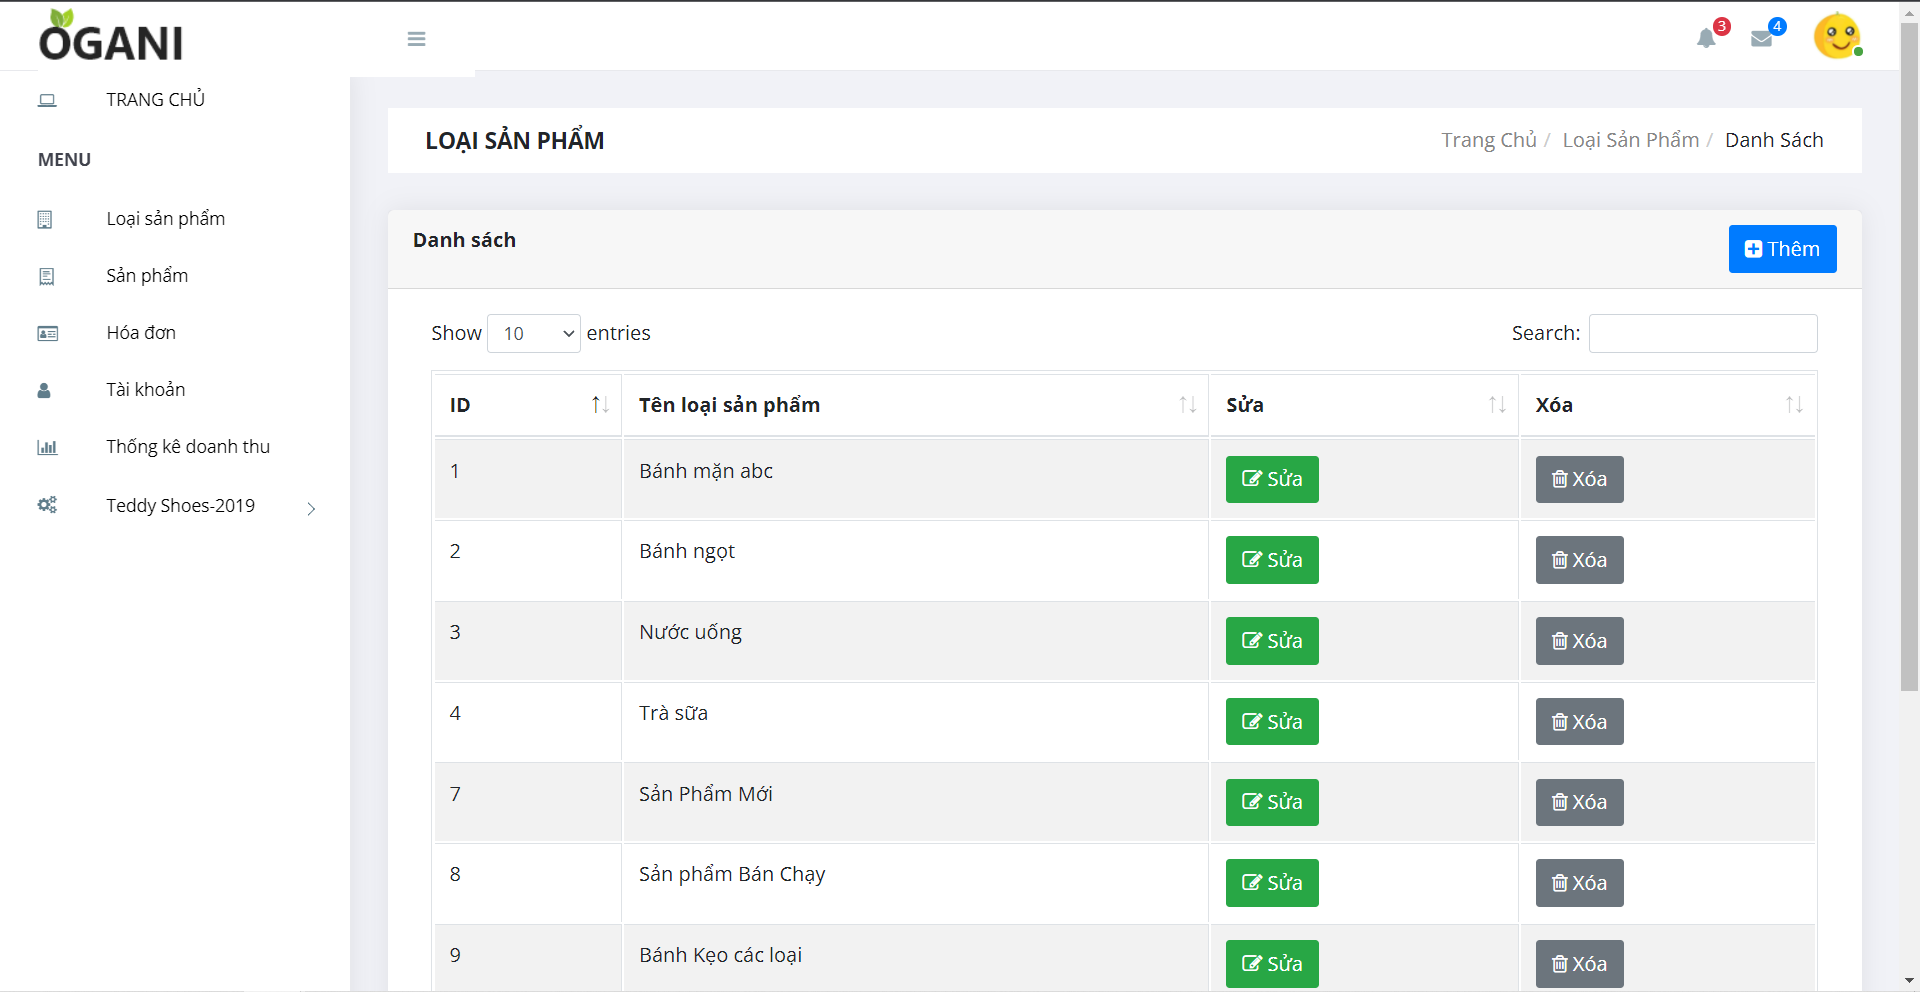 OGANI
3
4
TRANG CHỦ
MENU
Loại sản phẩm
Sản phẩm
Hóa đơn
Tài khoản
Thống kê doanh thu
Teddy Shoes-2019
LOẠI SẢN PHẨM
Trang Chủ / Loại Sản Phẩm / Danh Sách
Danh sách
Thêm
Show 10 entries
Search:
ID Tên loại sản phẩm Sửa Xóa
1 Bánh mặn abc Sửa Xóa
2 Bánh ngọt Sửa Xóa
3 Nước uống Sửa Xóa
4 Trà sữa Sửa Xóa
7 Sản Phẩm Mới Sửa Xóa
8 Sản phẩm Bán Chạy Sửa Xóa
9 Bánh Kẹo các loại Sửa Xóa